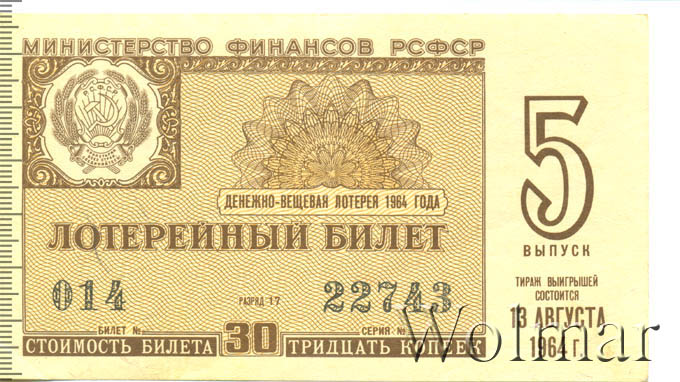 МИНИСТЕРСТВО ФИНАНСОВ РСФСР
РСФСР
ДЕНЕЖНО-ВЕЩЕВАЯ ЛОТЕРЕЯ 1964 ГОДА
ЛОТЕРЕЙНЫЙ БИЛЕТ
014 РАЗРЯД 17 22743
БИЛЕТ № СЕРИЯ №
СТОИМОСТЬ БИЛЕТА 30 ТРИДЦАТЬ КОПЕЕК
5
ВЫПУСК
ТИРАЖ ВЫИГРЫШЕЙ
СОСТОИТСЯ
13 АВГУСТА
1964 г.
Wolmar